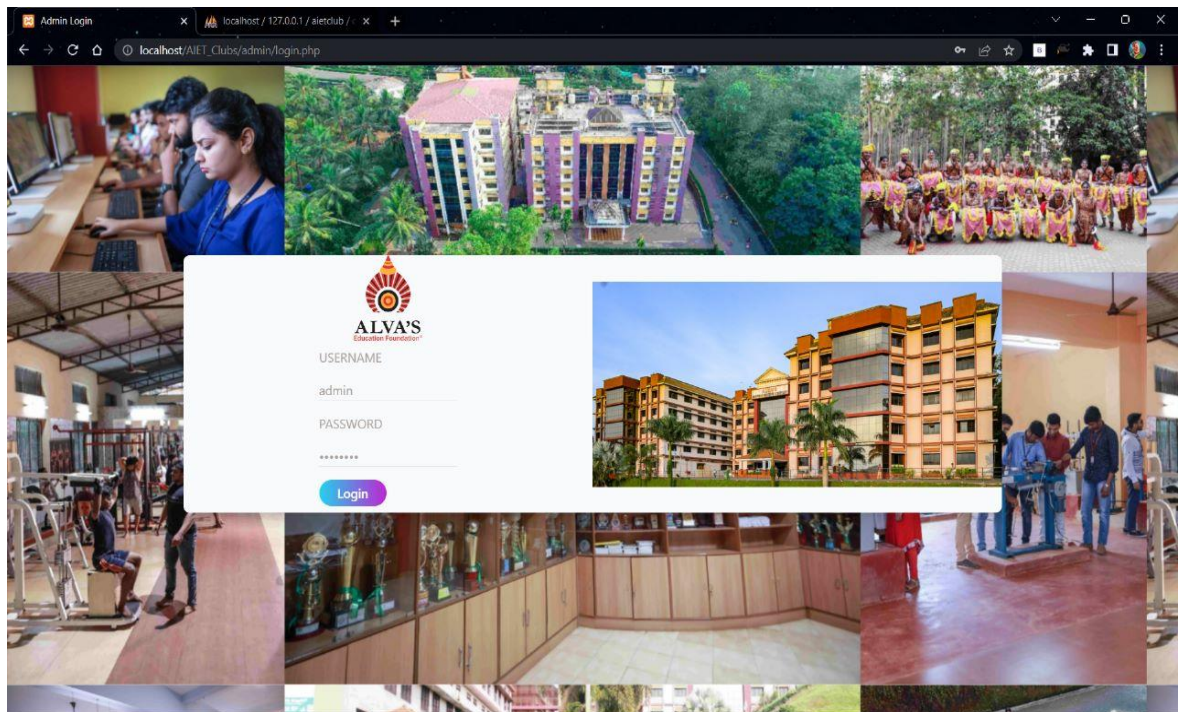 Admin Login
localhost / 127.0.0.1 / aietclub /
localhost/AIET_Clubs/admin/login.php
ALVA'S
Education Foundation
USERNAME
admin
PASSWORD
••••••••
Login